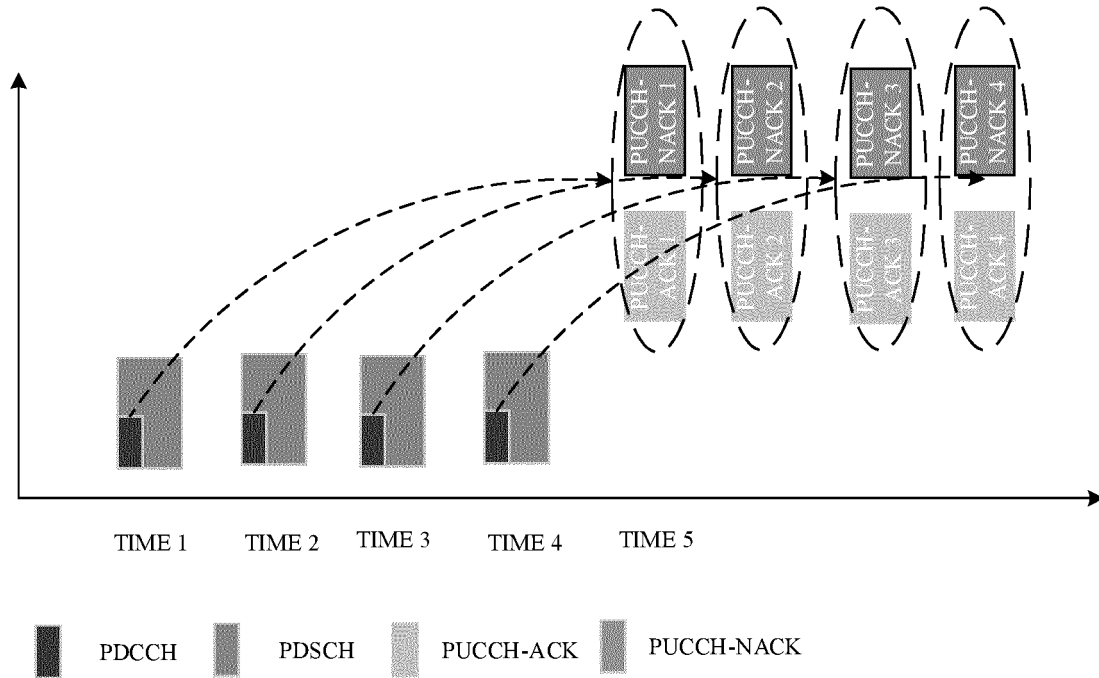 PUCCH-
NACK 1
PUCCH-
NACK 2
PUCCH-
NACK 3
PUCCH-
NACK 4
PUCCH-
ACK 1
PUCCH-
ACK 2
PUCCH-
ACK 3
PUCCH-
ACK 4
TIME 1
TIME 2
TIME 3
TIME 4
TIME 5
PDCCH
PDSCH
PUCCH-ACK
PUCCH-NACK